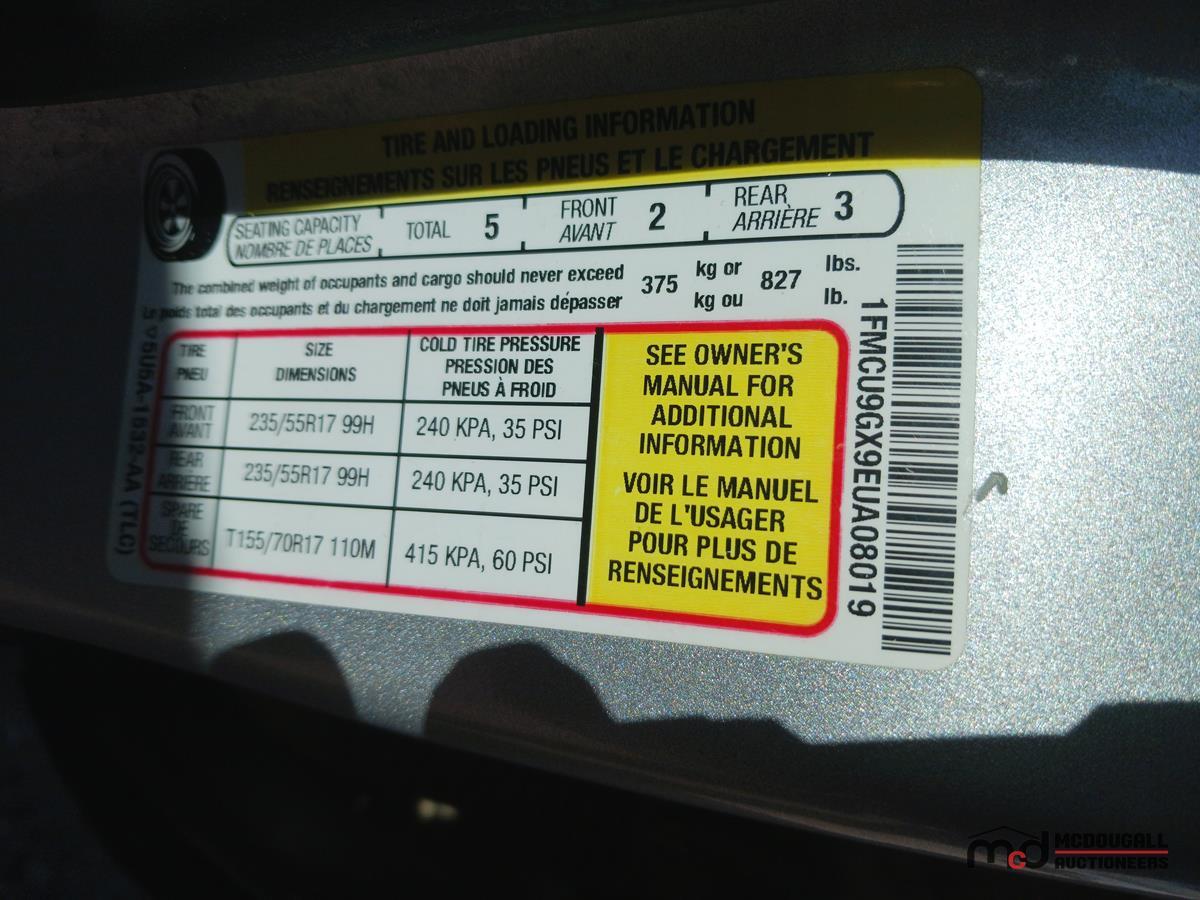 TIRE AND LOADING INFORMATION
RENSEIGNEMENTS SUR LES PNEUS ET LE CHARGEMENT
SEATING CAPACITY TOTAL 5 FRONT 2 REAR 3
NOMBRE DE PLACES AVANT ARRIÈRE
The combined weight of occupants and cargo should never exceed 375 kg or 827 lbs.
Le poids total des occupants et du chargement ne doit jamais dépasser kg ou lb.
TIRE SIZE COLD TIRE PRESSURE
PNEU DIMENSIONS PRESSION DES
PNEUS À FROID
FRONT 235/55R17 99H 240 KPA, 35 PSI
AVANT
REAR 235/55R17 99H 240 KPA, 35 PSI
ARRIÈRE
SPARE T155/70R17 110M 415 KPA, 60 PSI
DE
SECOURS
SEE OWNER'S
MANUAL FOR
ADDITIONAL
INFORMATION
VOIR LE MANUEL
DE L'USAGER
POUR PLUS DE
RENSEIGNEMENTS
1FMCU9GX9EUA08019
5U5A-1532-AA (TLC)
mcd MCDOUGALL
AUCTIONEERS